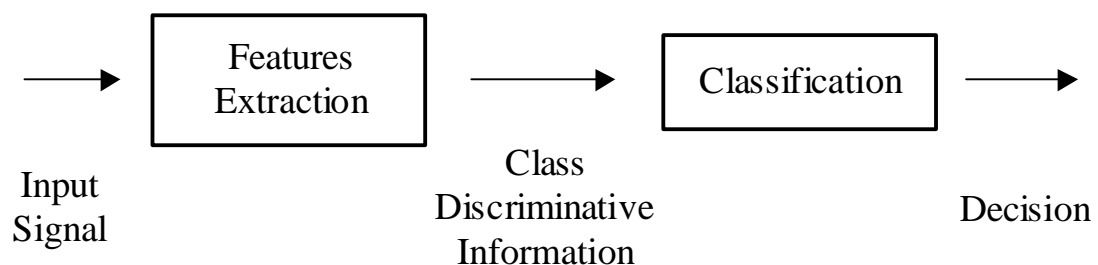 Features
Extraction
Classification
Input
Signal
Class
Discriminative
Information
Decision